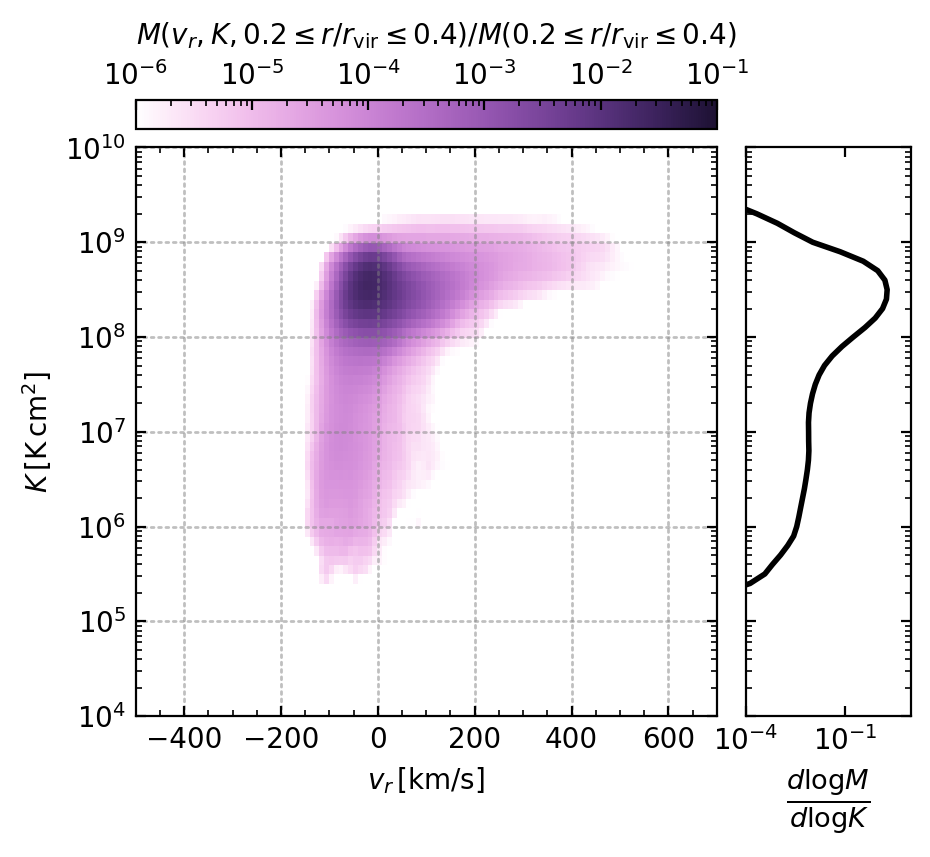 M(v_r, K, 0.2 ≤ r/r_vir ≤ 0.4)/M(0.2 ≤ r/r_vir ≤ 0.4)
10^−6 10^−5 10^−4 10^−3 10^−2 10^−1
10^10
10^9
10^8
10^7
10^6
10^5
10^4
K [K cm^2]
−400 −200 0 200 400 600
v_r [km/s]
10^−4 10^−1
dlogM
dlogK